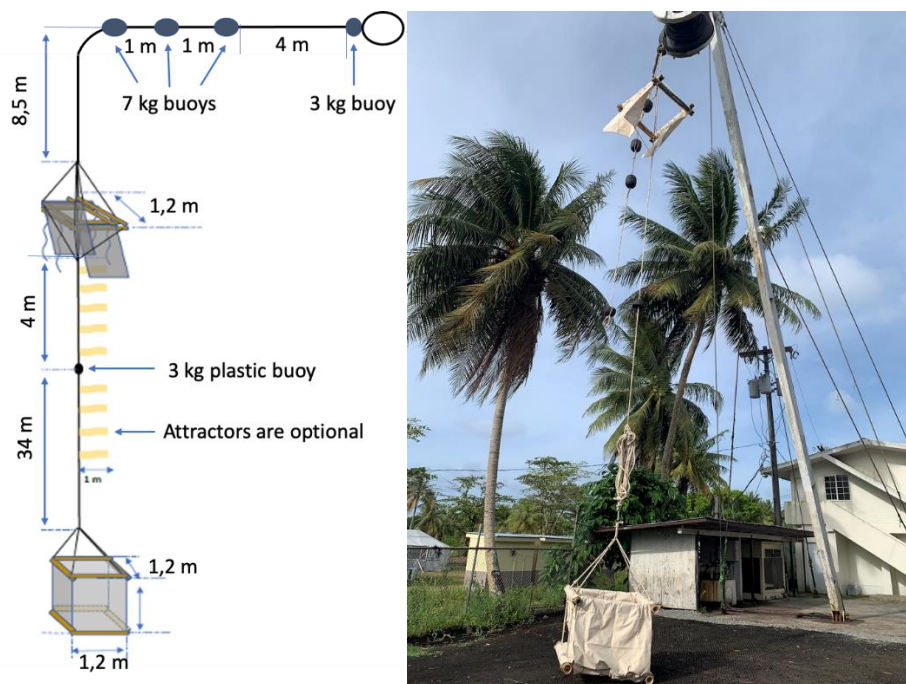 1 m 1 m 4 m
8,5 m
7 kg buoys 3 kg buoy
1,2 m
4 m
3 kg plastic buoy
34 m
Attractors are optional
1 m
1,2 m
1,2 m